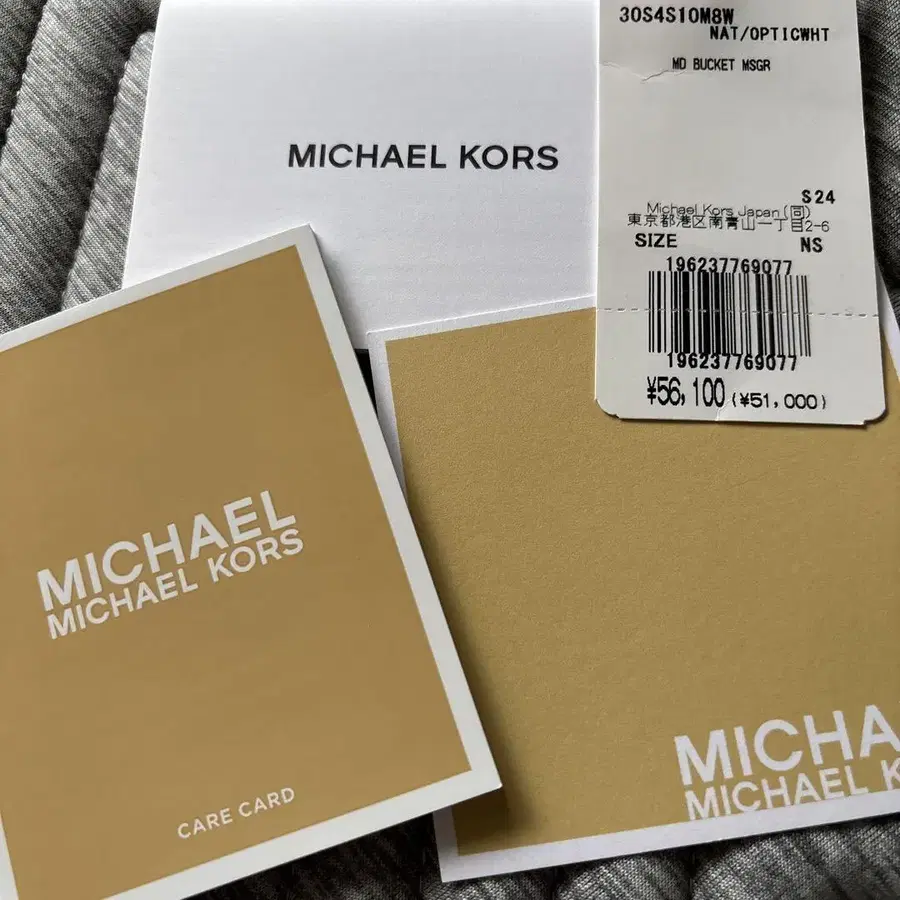 MICHAEL KORS
30S4S10M8W
NAT/OPTICWHT
MD BUCKET MSGR
S24
Michael Kors Japan (同)
東京都港区南青山一丁目2-6
SIZE NS
196237769077
196237769077
¥56,100 (¥51,000)
MICHAEL
MICHAEL KORS
CARE CARD
MICHA
MICHAEL K